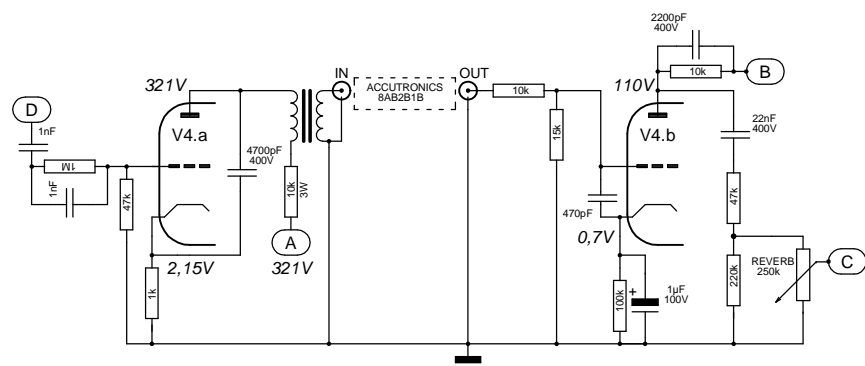 D
1nF
1M
1nF
47k
321V
V4.a
2,15V
1k
4700pF
400V
10k
3W
A
321V
IN
ACCUTRONICS
8AB2B1B
OUT
10k
15k
470pF
0,7V
100k
+
1µF
100V
110V
V4.b
2200pF
400V
10k
B
22nF
400V
47k
220k
REVERB
250k
C